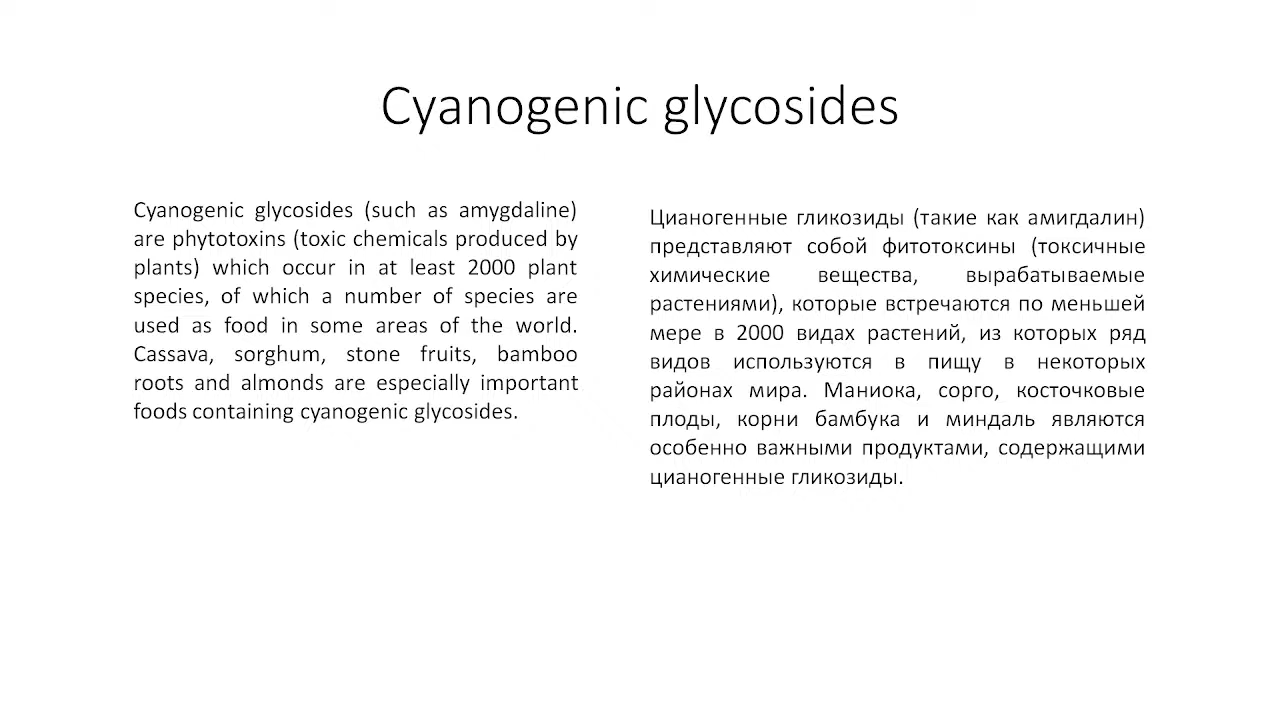 Cyanogenic glycosides
Cyanogenic glycosides (such as amygdaline)
are phytotoxins (toxic chemicals produced by
plants) which occur in at least 2000 plant
species, of which a number of species are
used as food in some areas of the world.
Cassava, sorghum, stone fruits, bamboo
roots and almonds are especially important
foods containing cyanogenic glycosides.
Цианогенные гликозиды (такие как амигдалин)
представляют собой фитотоксины (токсичные
химические вещества, вырабатываемые
растениями), которые встречаются по меньшей
мере в 2000 видах растений, из которых ряд
видов используются в пищу в некоторых
районах мира. Маниока, сорго, косточковые
плоды, корни бамбука и миндаль являются
особенно важными продуктами, содержащими
цианогенные гликозиды.